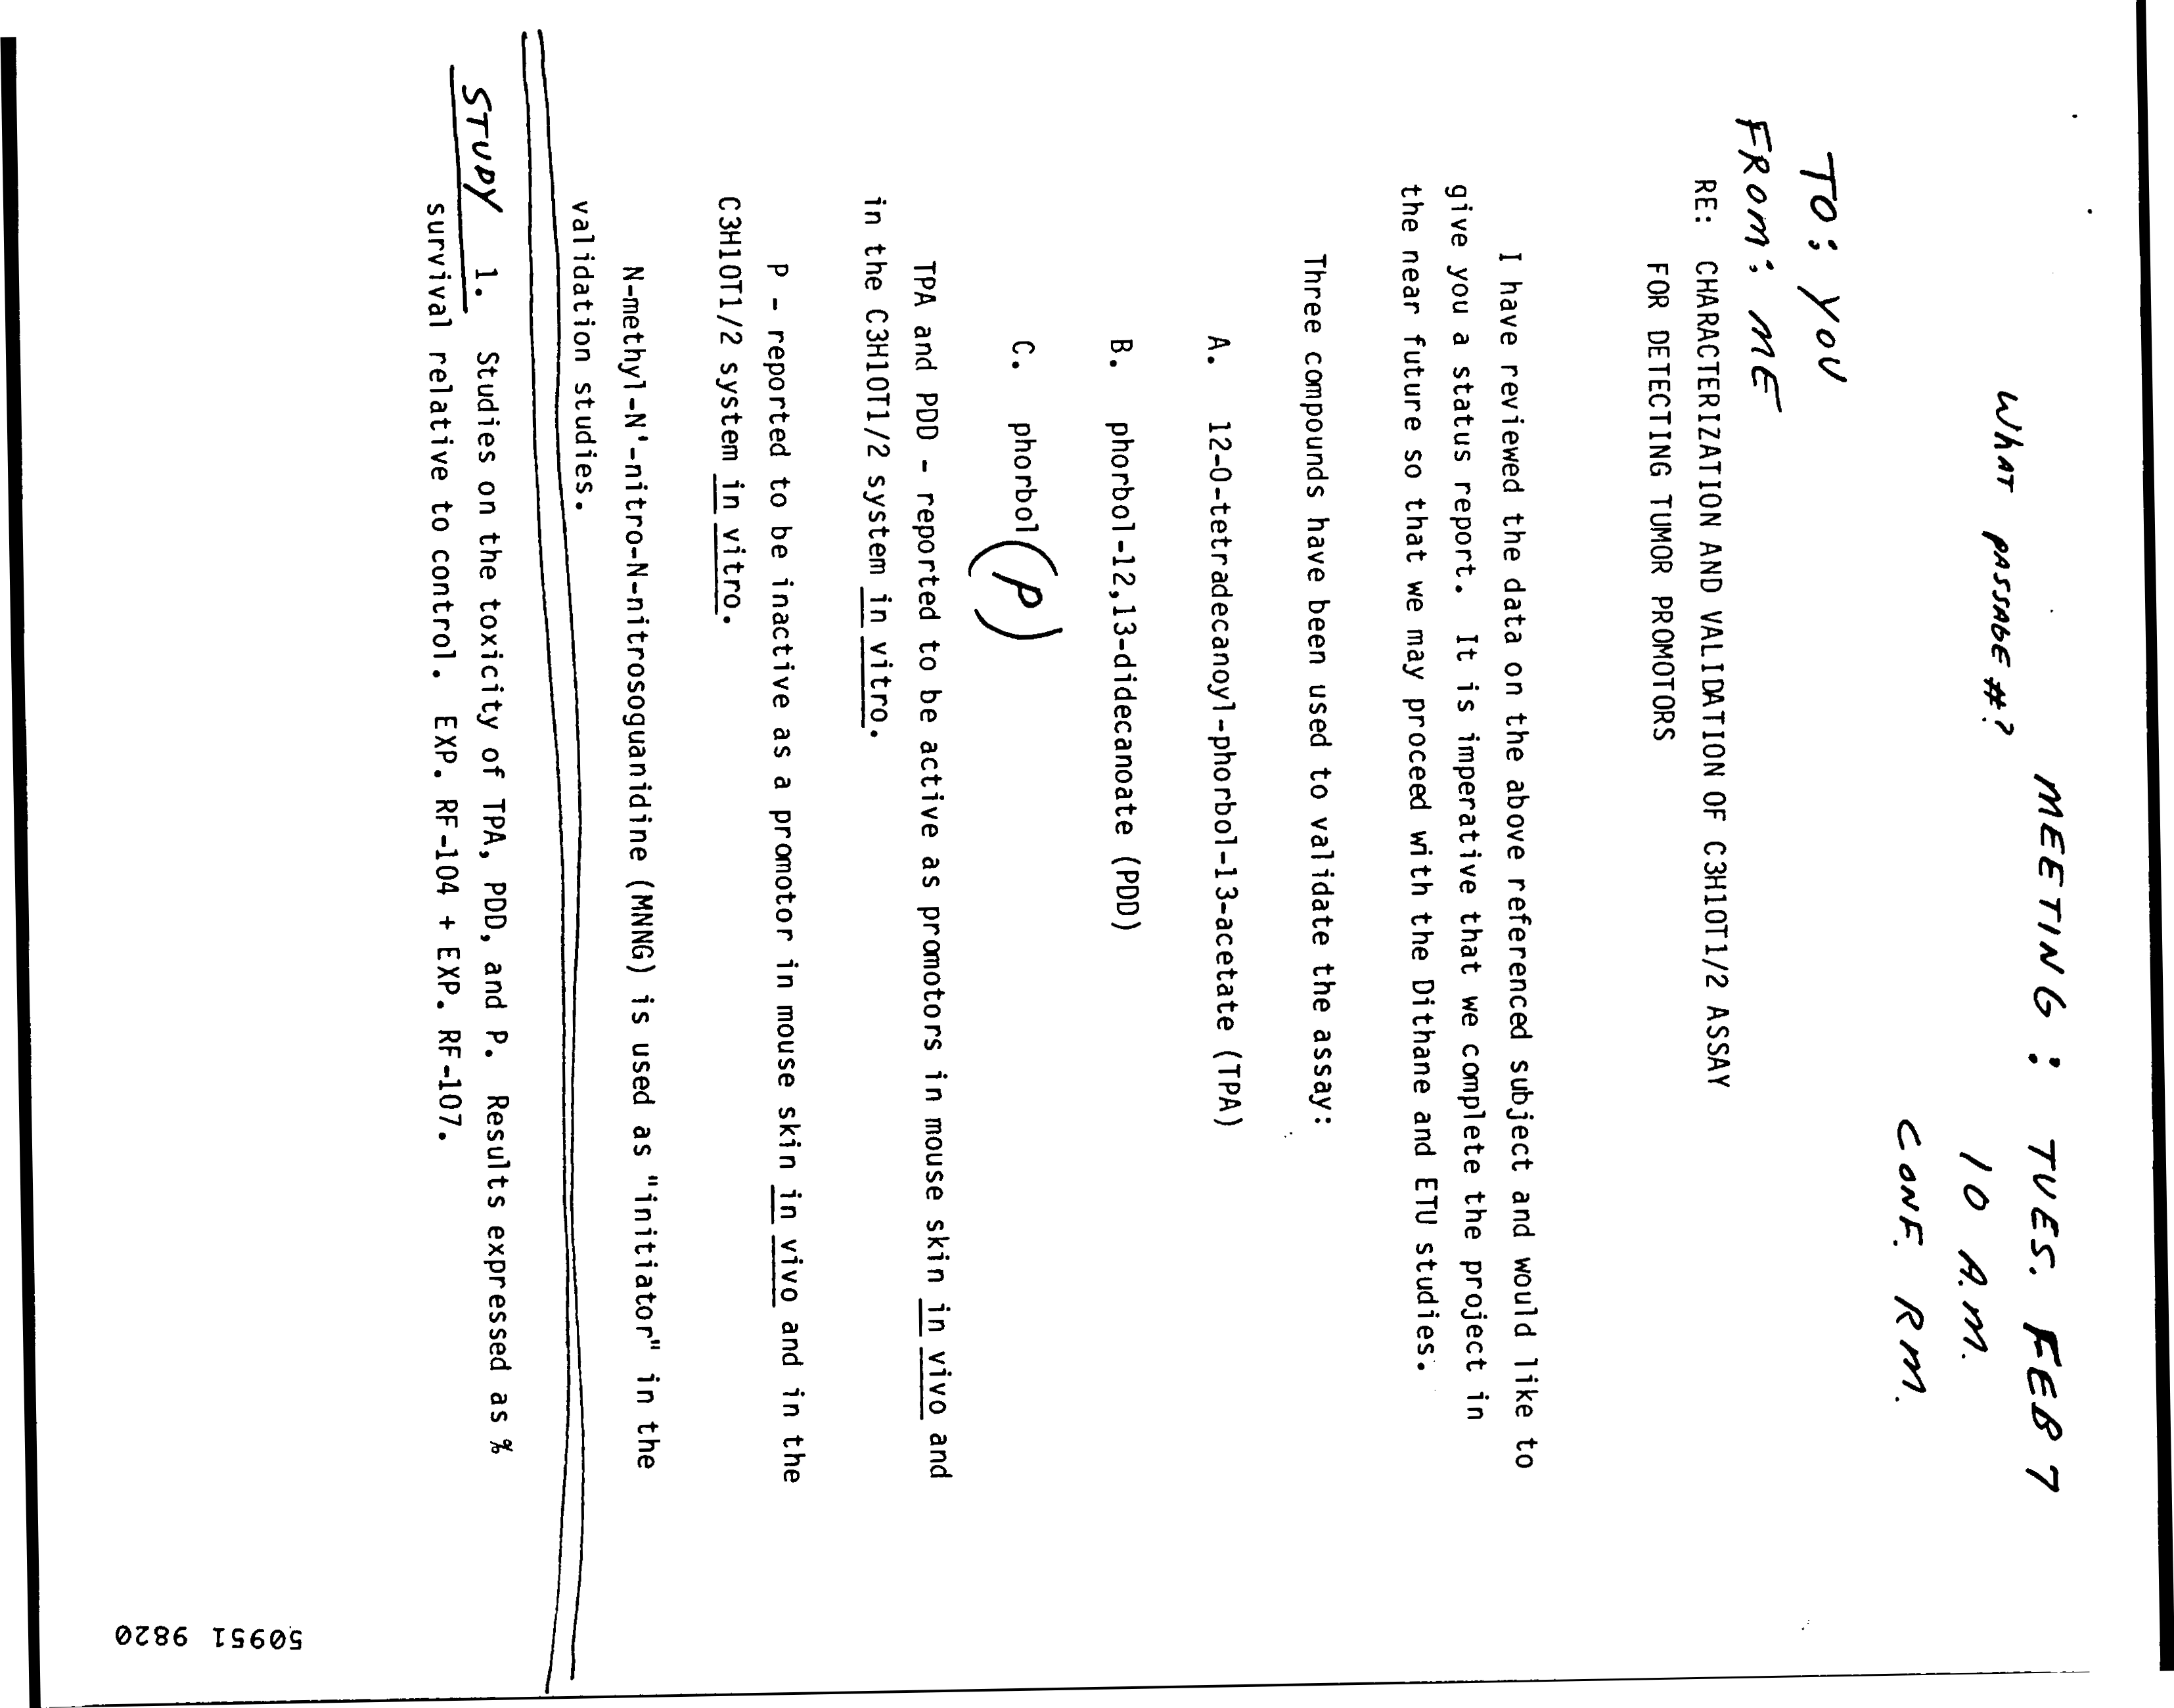 MEETING : TUES. FEB 7
10 A.M.
CONF. RM.
WHAT PASSAGE #?
TO: YOU
FROM: ME
RE: CHARACTERIZATION AND VALIDATION OF C3H10T1/2 ASSAY
FOR DETECTING TUMOR PROMOTORS
I have reviewed the data on the above referenced subject and would like to
give you a status report. It is imperative that we complete the project in
the near future so that we may proceed with the Dithane and ETU studies.
Three compounds have been used to validate the assay:
A. 12-O-tetradecanoyl-phorbol-13-acetate (TPA)
B. phorbol-12,13-didecanoate (PDD)
C. phorbol (P)
TPA and PDD - reported to be active as promotors in mouse skin in vivo and
in the C3H10T1/2 system in vitro.
P - reported to be inactive as a promotor in mouse skin in vivo and in the
C3H10T1/2 system in vitro.
N-methyl-N'-nitro-N-nitrosoguanidine (MNNG) is used as "initiator" in the
validation studies.
STUDY 1. Studies on the toxicity of TPA, PDD, and P. Results expressed as %
survival relative to control. EXP. RF-104 + EXP. RF-107.
50951 9820